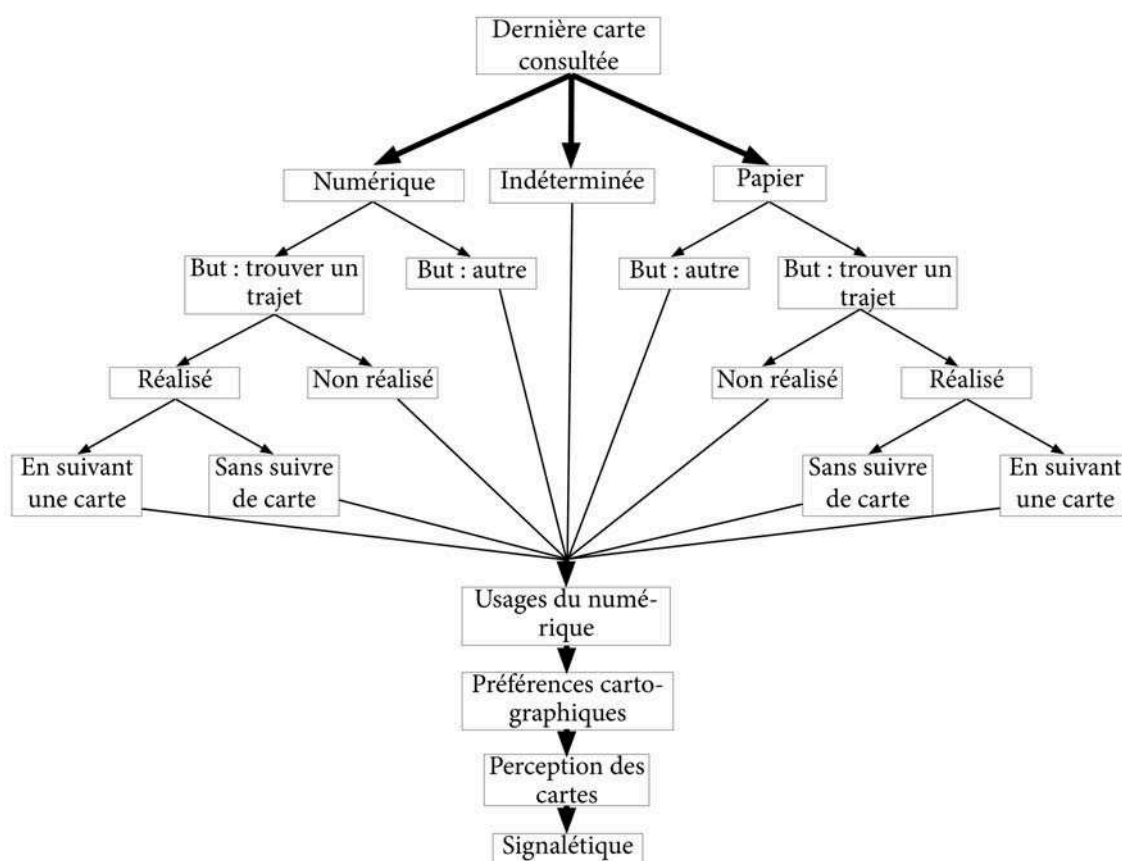 Dernière carte
consultée
Numérique
Indéterminée
Papier
But : trouver un
trajet
But : autre
But : autre
But : trouver un
trajet
Réalisé
Non réalisé
Non réalisé
Réalisé
En suivant
une carte
Sans suivre
de carte
Sans suivre
de carte
En suivant
une carte
Usages du numé-
rique
Préférences carto-
graphiques
Perception des
cartes
Signalétique